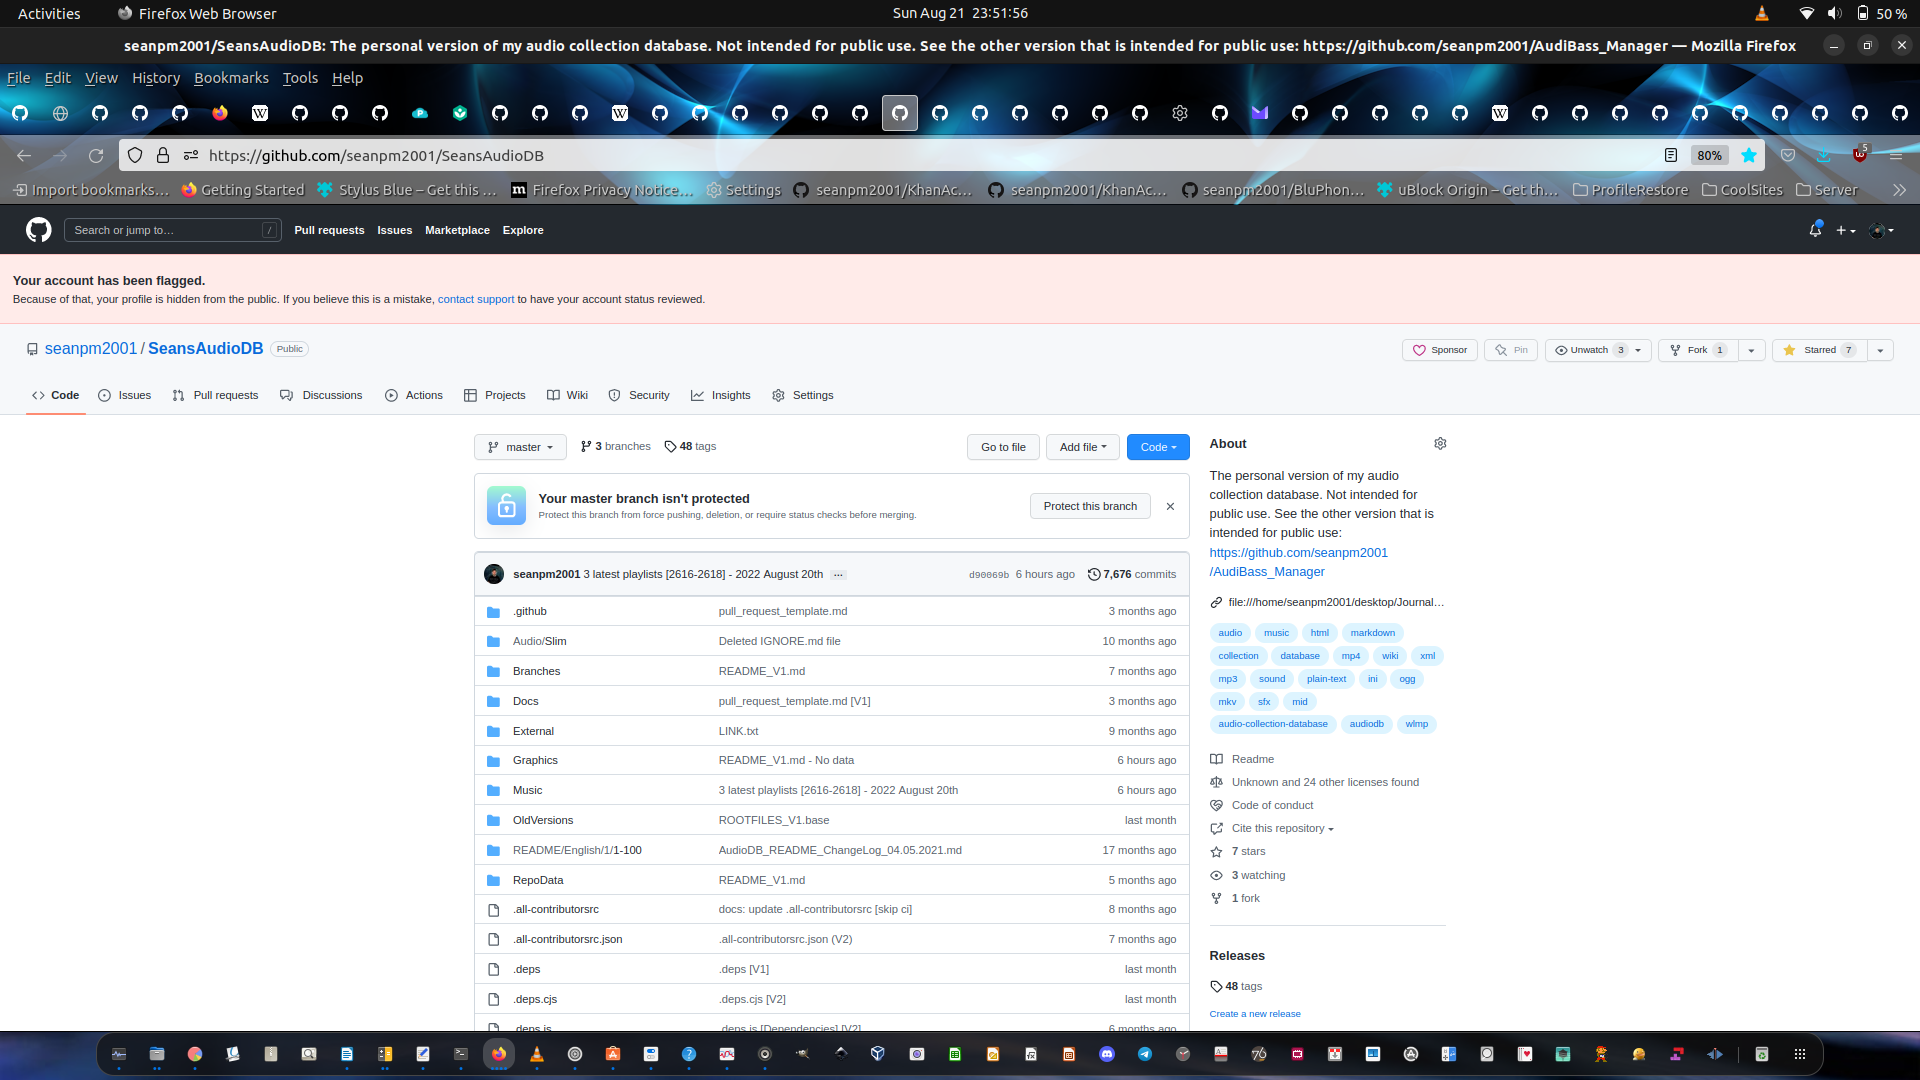 Activities Firefox Web Browser Sun Aug 21 23:51:56 50 %
seanpm2001/SeansAudioDB: The personal version of my audio collection database. Not intended for public use. See the other version that is intended for public use: https://github.com/seanpm2001/AudiBass_Manager — Mozilla Firefox
File Edit View History Bookmarks Tools Help
https://github.com/seanpm2001/SeansAudioDB 80% 5
Import bookmarks… Getting Started Stylus Blue – Get this … Firefox Privacy Notice… Settings seanpm2001/KhanAc… seanpm2001/KhanAc… seanpm2001/BluPhon… uBlock Origin – Get th… ProfileRestore CoolSites Server
Search or jump to… / Pull requests Issues Marketplace Explore
Your account has been flagged.
Because of that, your profile is hidden from the public. If you believe this is a mistake, contact support to have your account status reviewed.
seanpm2001 / SeansAudioDB Public Sponsor Pin Unwatch 3 Fork 1 Starred 7
Code Issues Pull requests Discussions Actions Projects Wiki Security Insights Settings
master 3 branches 48 tags Go to file Add file Code
Your master branch isn't protected
Protect this branch from force pushing, deletion, or require status checks before merging.
Protect this branch
seanpm2001 3 latest playlists [2616-2618] - 2022 August 20th … d90069b 6 hours ago 7,676 commits
.github pull_request_template.md 3 months ago
Audio/Slim Deleted IGNORE.md file 10 months ago
Branches README_V1.md 7 months ago
Docs pull_request_template.md [V1] 3 months ago
External LINK.txt 9 months ago
Graphics README_V1.md - No data 6 hours ago
Music 3 latest playlists [2616-2618] - 2022 August 20th 6 hours ago
OldVersions ROOTFILES_V1.base last month
README/English/1/1-100 AudioDB_README_ChangeLog_04.05.2021.md 17 months ago
RepoData README_V1.md 5 months ago
.all-contributorsrc docs: update .all-contributorsrc [skip ci] 8 months ago
.all-contributorsrc.json .all-contributorsrc.json (V2) 7 months ago
.deps .deps [V1] last month
.deps.cjs .deps.cjs [V2] last month
.deps.js .deps.js [Dependencies] [V2] 6 months ago
About
The personal version of my audio
collection database. Not intended for
public use. See the other version that is
intended for public use:
https://github.com/seanpm2001
/AudiBass_Manager
file:///home/seanpm2001/desktop/Journal…
audio music html markdown
collection database mp4 wiki xml
mp3 sound plain-text ini ogg
mkv sfx mid
audio-collection-database audiodb wlmp
Readme
Unknown and 24 other licenses found
Code of conduct
Cite this repository
7 stars
3 watching
1 fork
Releases
48 tags
Create a new release